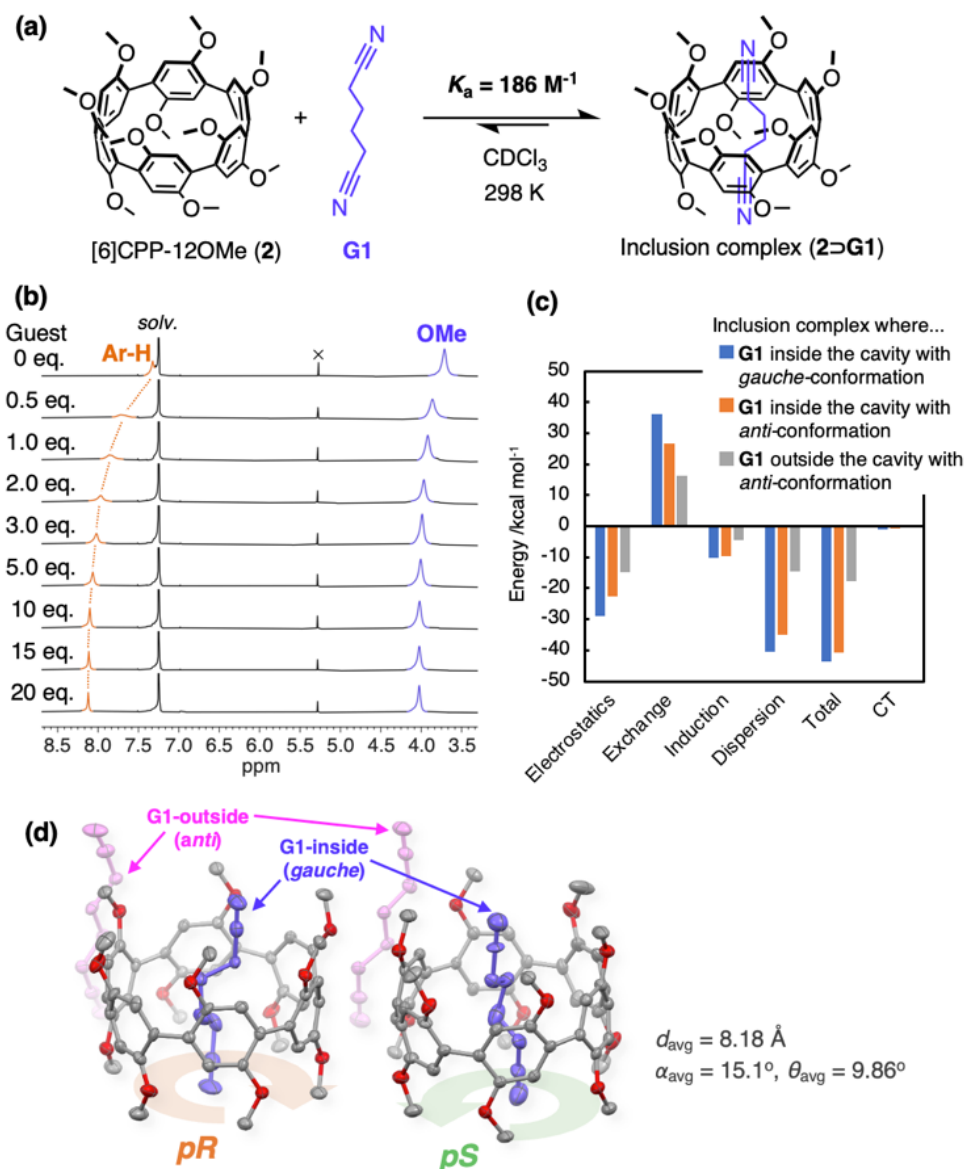 (a)
O
O
O
O
O
O
O
O
O
O
N
N
+
Kₐ = 186 M⁻¹
CDCl₃
298 K
N
N
O
O
O
O
O
O
O
O
O
O
[6]CPP-12OMe (2)
G1
Inclusion complex (2⊃G1)
(b)
Guest
solv.
0 eq.
Ar-H
×
OMe
0.5 eq.
1.0 eq.
2.0 eq.
3.0 eq.
5.0 eq.
10 eq.
15 eq.
20 eq.
8.5 8.0 7.5 7.0 6.5 6.0 5.5 5.0 4.5 4.0 3.5
ppm
(c)
Inclusion complex where...
G1 inside the cavity with
gauche-conformation
G1 inside the cavity with
anti-conformation
G1 outside the cavity with
anti-conformation
Energy /kcal mol⁻¹
50
40
30
20
10
0
-10
-20
-30
-40
-50
Electrostatics
Exchange
Induction
Dispersion
Total
CT
(d)
G1-outside
(anti)
G1-inside
(gauche)
pR
pS
d_avg = 8.18 Å
α_avg = 15.1°, θ_avg = 9.86°